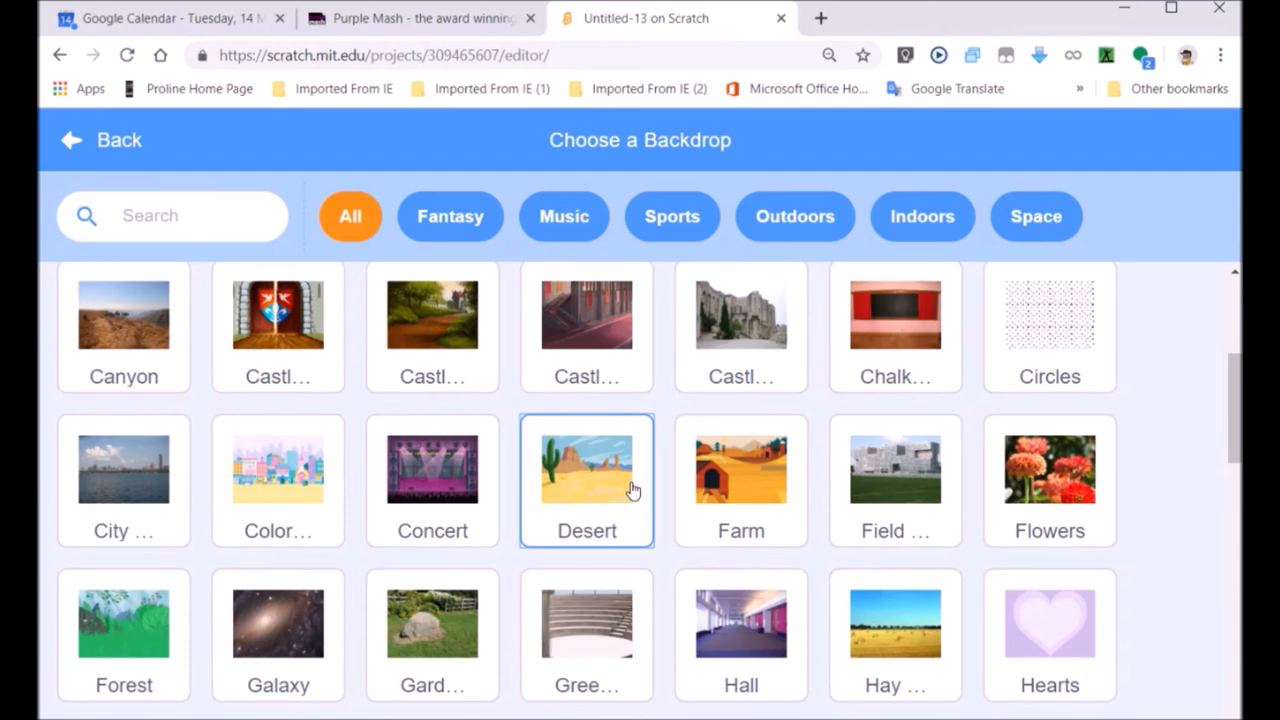 14 Google Calendar - Tuesday, 14 M
Purple Mash - the award winning
Untitled-13 on Scratch
https://scratch.mit.edu/projects/309465607/editor/
2
Apps Proline Home Page Imported From IE Imported From IE (1) Imported From IE (2) Microsoft Office Ho... Google Translate » Other bookmarks
Back Choose a Backdrop
Search All Fantasy Music Sports Outdoors Indoors Space
Canyon Castl... Castl... Castl... Castl... Chalk... Circles
City ... Color... Concert Desert Farm Field ... Flowers
Forest Galaxy Gard... Gree... Hall Hay ... Hearts